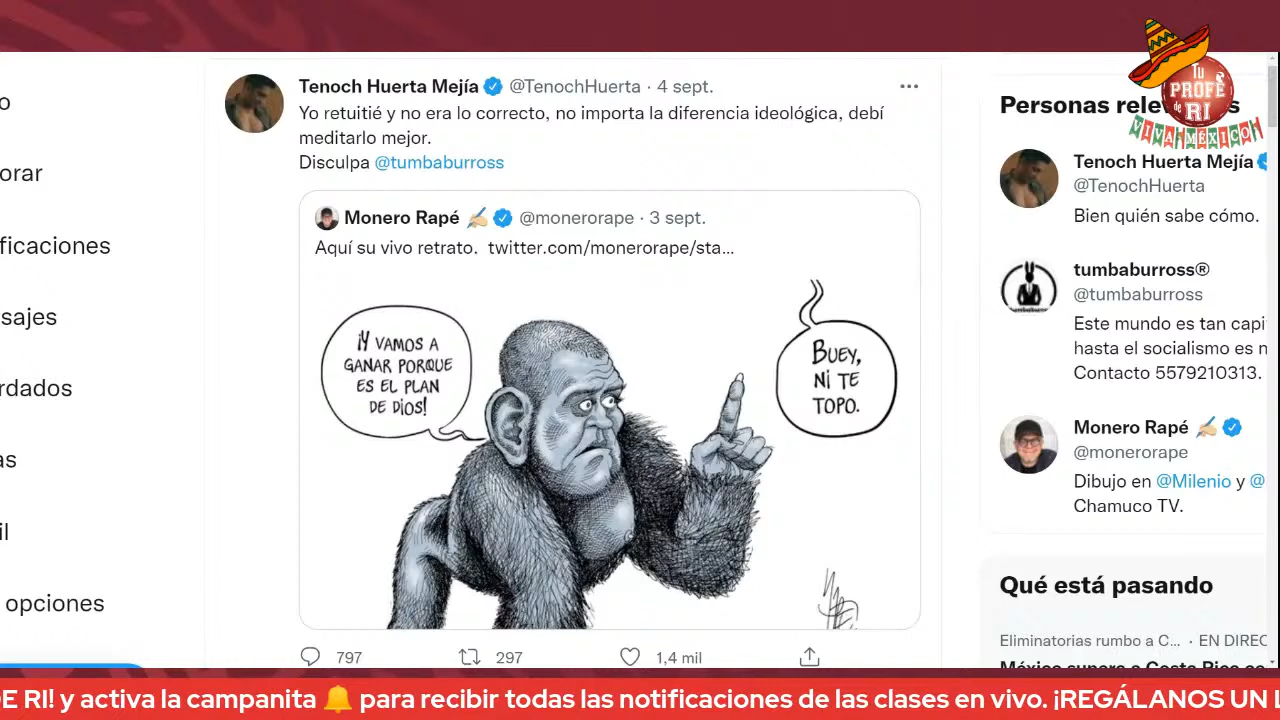 Tu
PROFE
de
RI
¡VIVA MÉXICO!
orar
ficaciones
sajes
rdados
as
il
opciones
Tenoch Huerta Mejía @TenochHuerta · 4 sept.
Yo retuitié y no era lo correcto, no importa la diferencia ideológica, debí
meditarlo mejor.
Disculpa @tumbaburross
Monero Rapé ✍🏼 @monerorape · 3 sept.
Aquí su vivo retrato. twitter.com/monerorape/sta...
¡Y VAMOS A
GANAR PORQUE
ES EL PLAN
DE DIOS!
BUEY,
NI TE
TOPO.
797 297 1,4 mil
Personas rele s
Tenoch Huerta Mejía
@TenochHuerta
Bien quién sabe cómo.
tumbaburross®
@tumbaburross
Este mundo es tan capi
hasta el socialismo es n
Contacto 5579210313.
Monero Rapé ✍🏼
@monerorape
Dibujo en @Milenio y @
Chamuco TV.
Qué está pasando
Eliminatorias rumbo a C... · EN DIREC
México supera a Costa Rica
E RI! y activa la campanita 🔔 para recibir todas las notificaciones de las clases en vivo. ¡REGÁLANOS UN